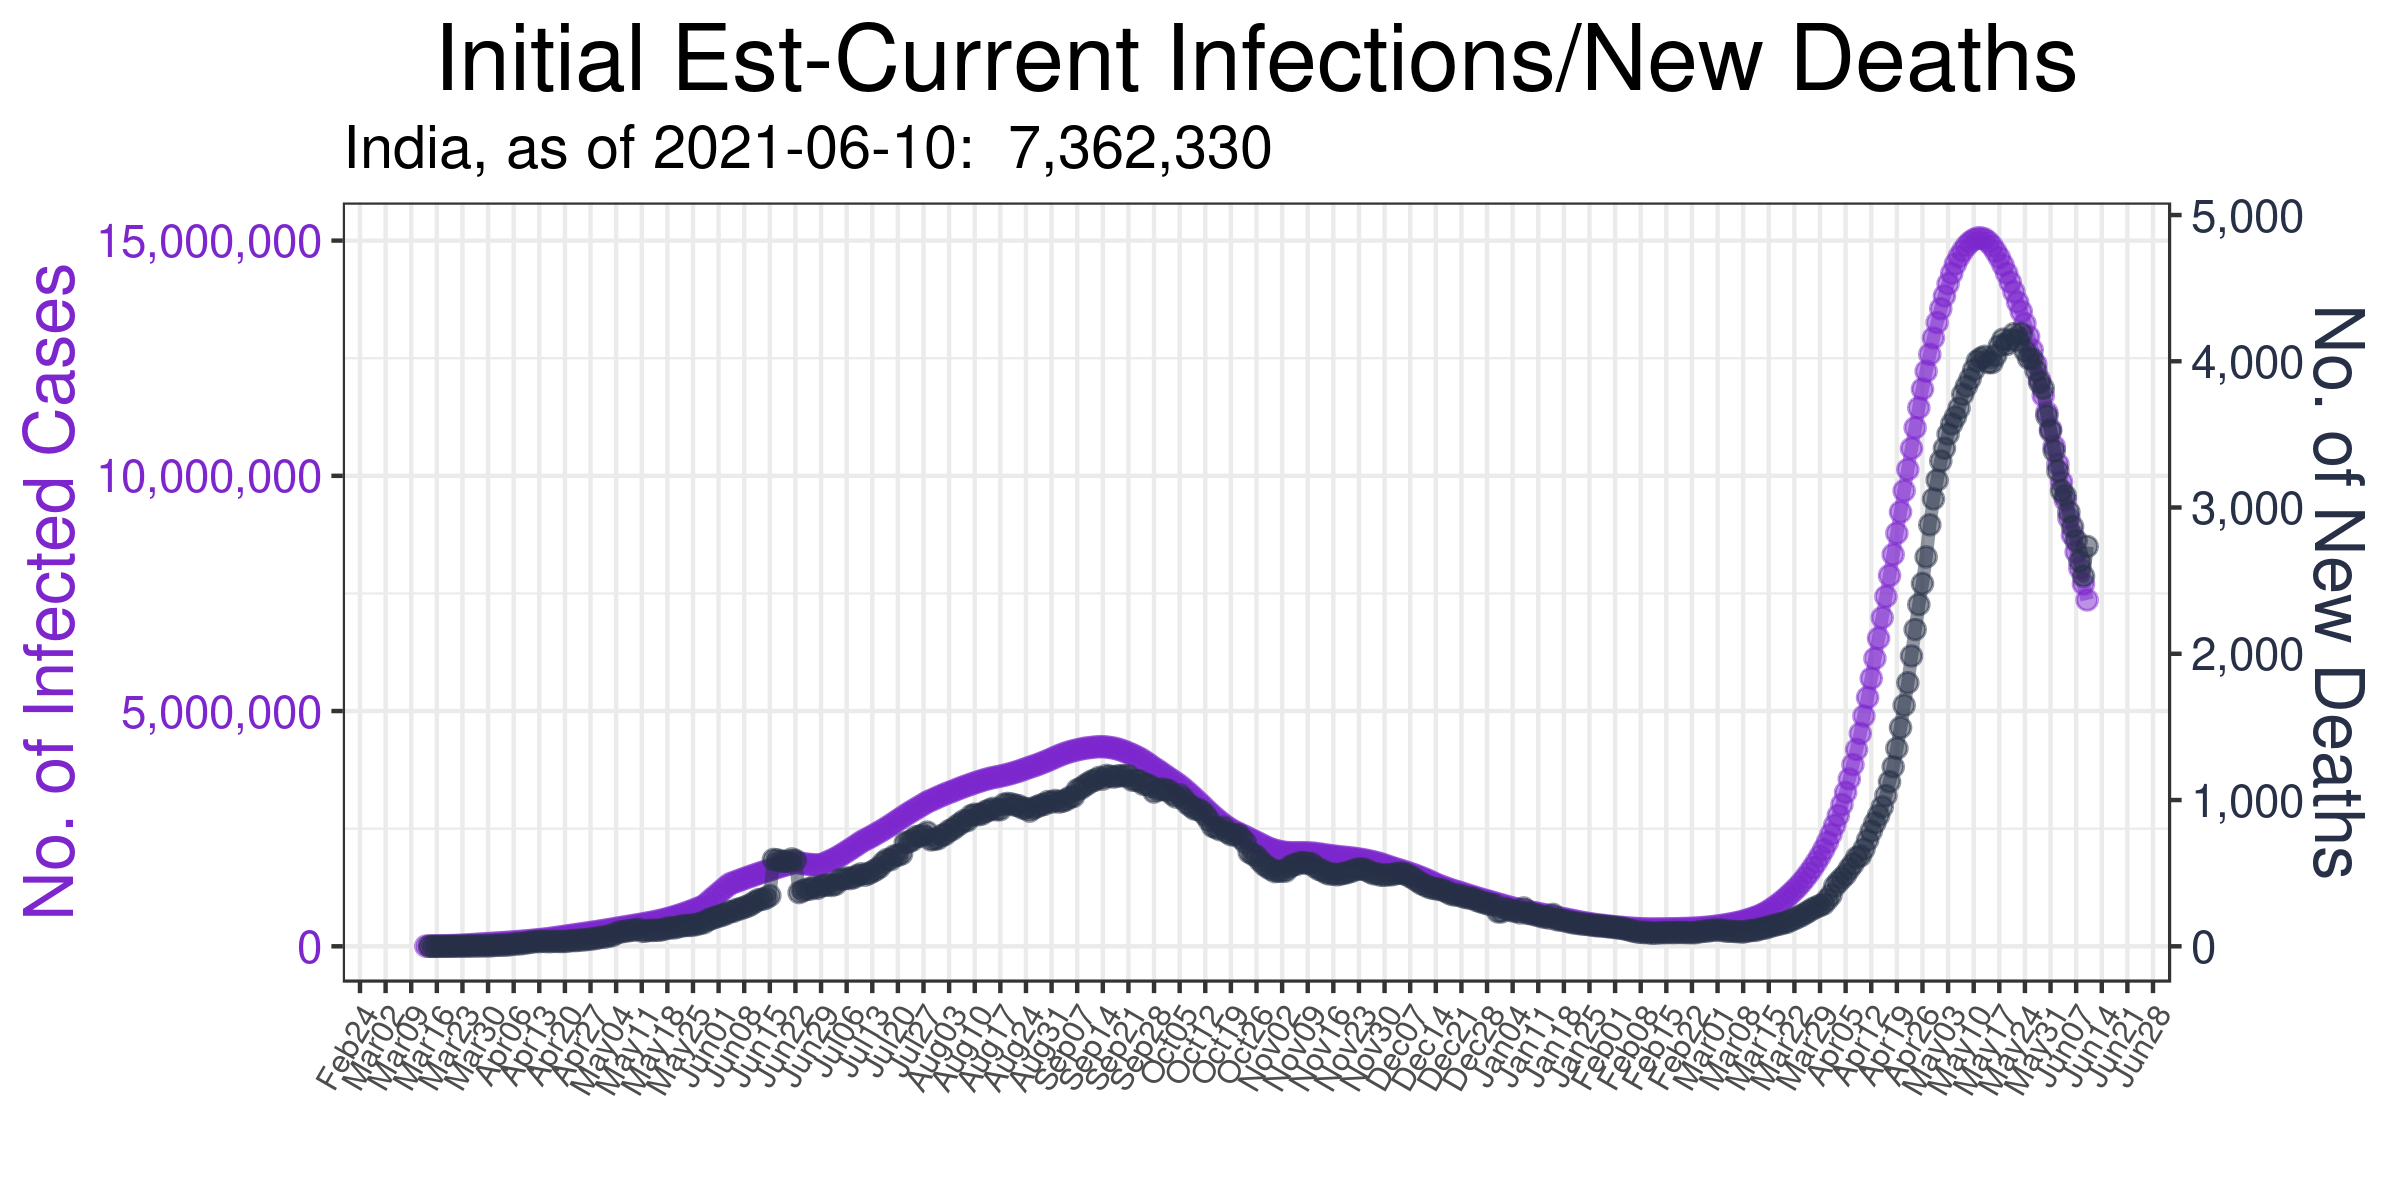 Initial Est-Current Infections/New Deaths
India, as of 2021-06-10:  7,362,330
No. of Infected Cases
15,000,000
10,000,000
5,000,000
0
5,000
4,000
3,000
2,000
1,000
0
No. of New Deaths
Feb24
Mar02
Mar09
Mar16
Mar23
Mar30
Apr06
Apr13
Apr20
Apr27
May04
May11
May18
May25
Jun01
Jun08
Jun15
Jun22
Jun29
Jul06
Jul13
Jul20
Jul27
Aug03
Aug10
Aug17
Aug24
Aug31
Sep07
Sep14
Sep21
Sep28
Oct05
Oct12
Oct19
Oct26
Nov02
Nov09
Nov16
Nov23
Nov30
Dec07
Dec14
Dec21
Dec28
Jan04
Jan11
Jan18
Jan25
Feb01
Feb08
Feb15
Feb22
Mar01
Mar08
Mar15
Mar22
Mar29
Apr05
Apr12
Apr19
Apr26
May03
May10
May17
May24
May31
Jun07
Jun14
Jun21
Jun28